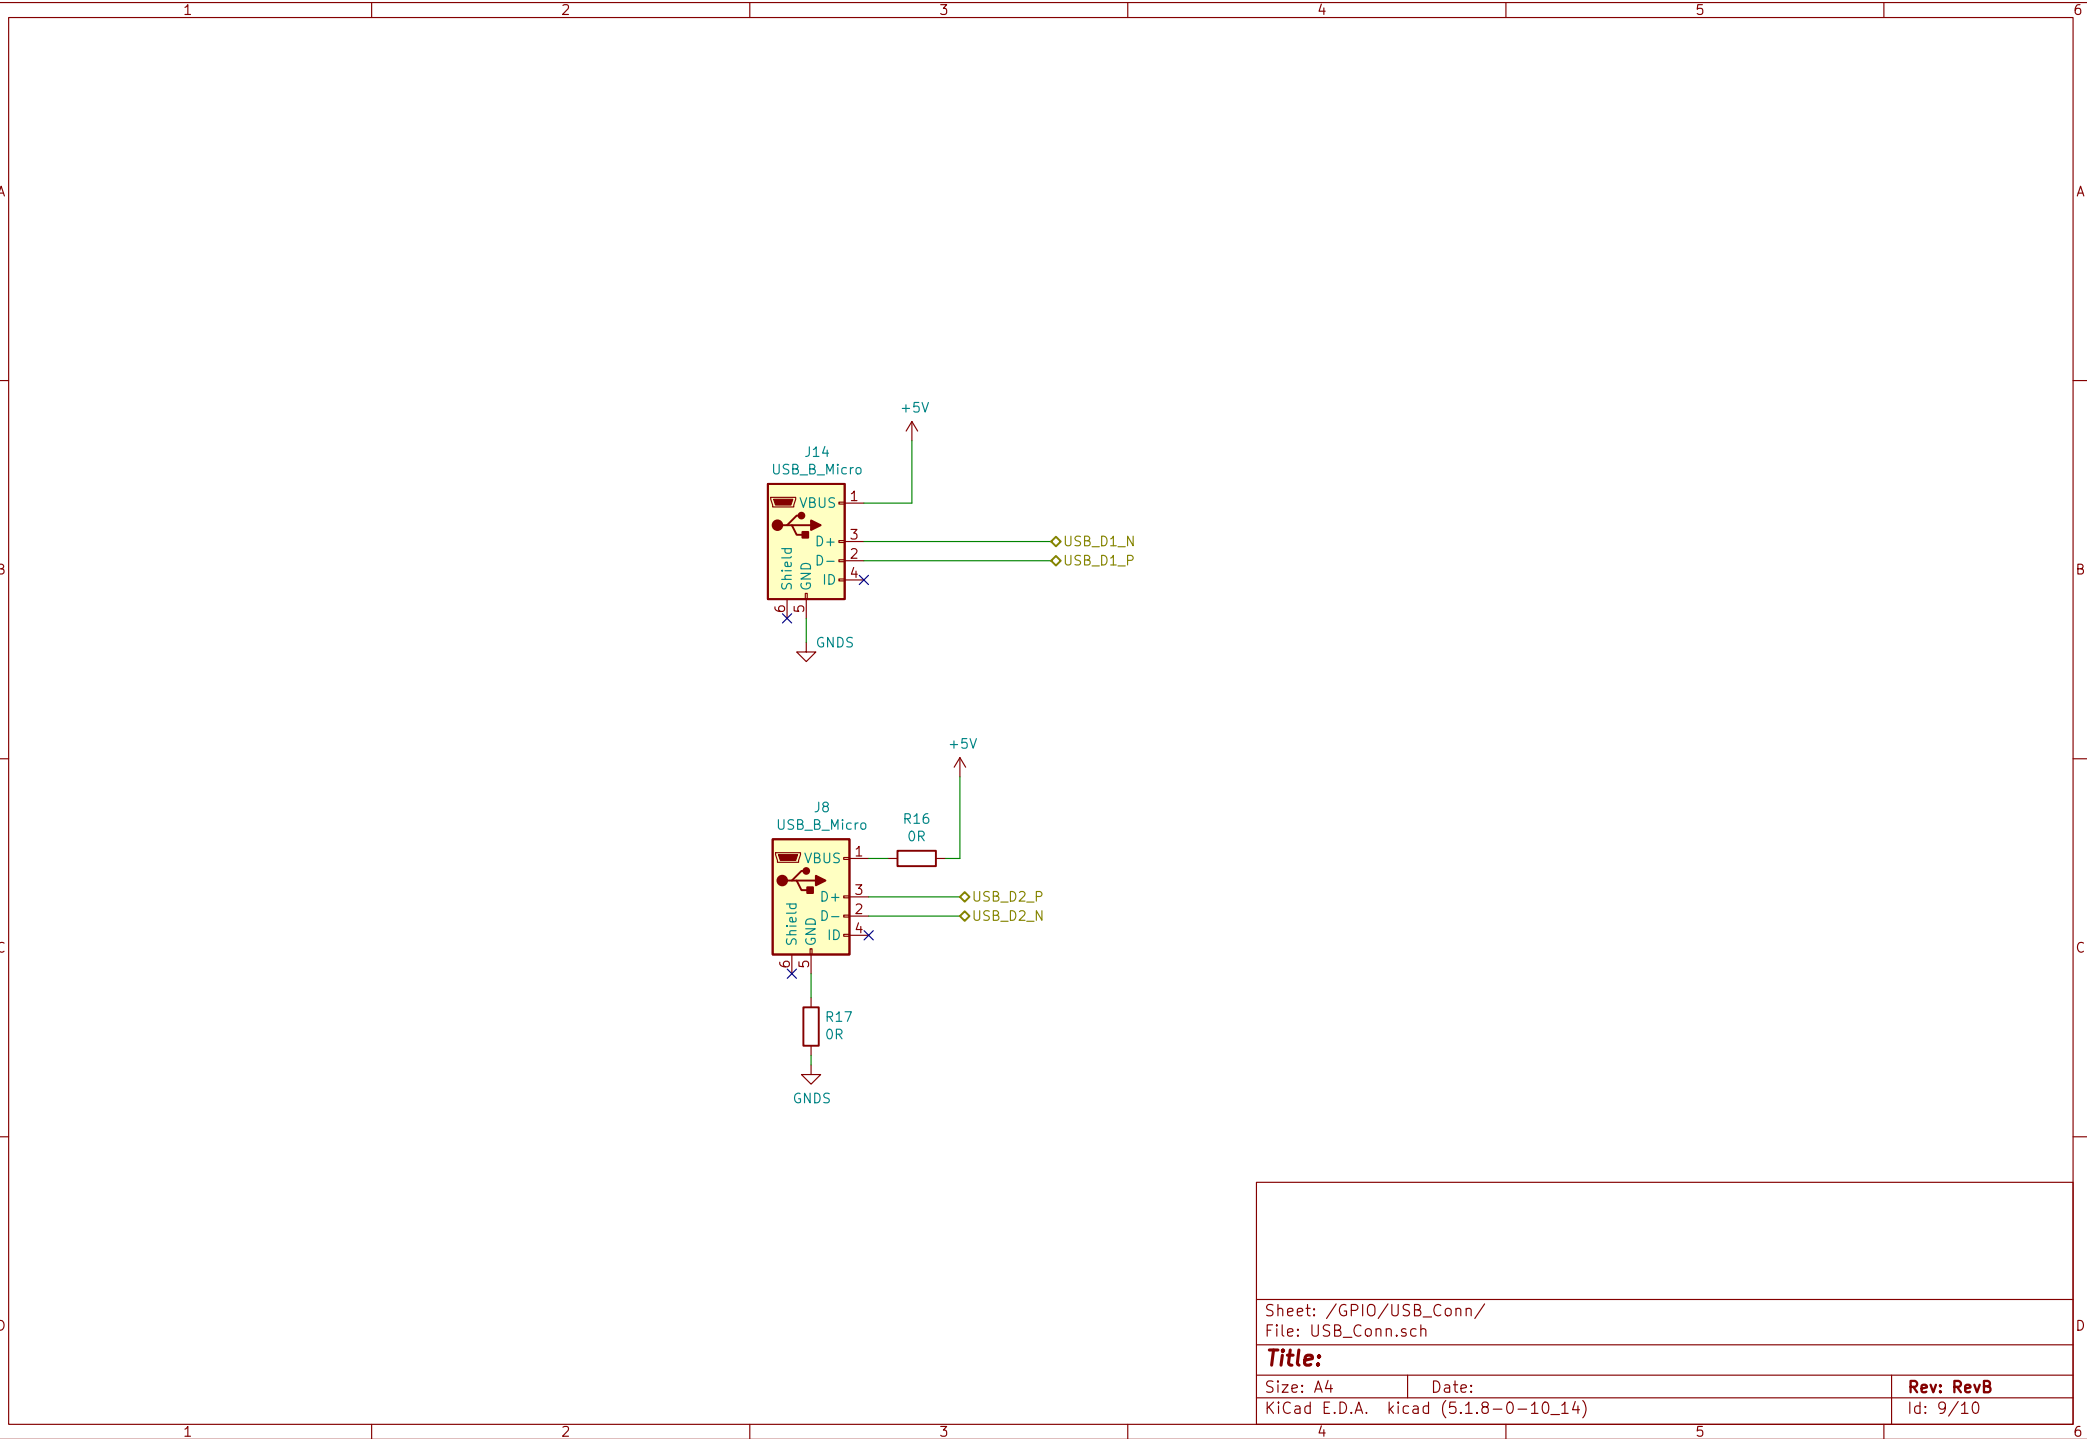 1 2 3 4 5 6
A A
+5V
J14
USB_B_Micro
VBUS 1
D+ 3 USB_D1_N
D- 2 USB_D1_P
ID 4
Shield
GND
6 5
GNDS
B B
+5V
J8
USB_B_Micro
R16
0R
VBUS 1
D+ 3 USB_D2_P
D- 2 USB_D2_N
ID 4
Shield
GND
6 5
C C
R17
0R
GNDS
Sheet: /GPIO/USB_Conn/
File: USB_Conn.sch
D D
Title:
Size: A4 Date: Rev: RevB
KiCad E.D.A. kicad (5.1.8-0-10_14) Id: 9/10
1 2 3 4 5 6